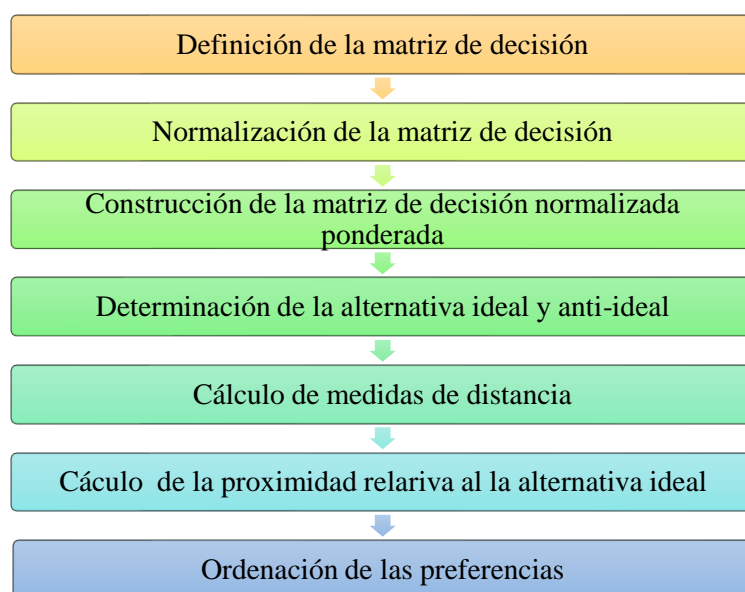 Definición de la matriz de decisión
Normalización de la matriz de decisión
Construcción de la matriz de decisión normalizada
ponderada
Determinación de la alternativa ideal y anti-ideal
Cálculo de medidas de distancia
Cáculo de la proximidad relariva al la alternativa ideal
Ordenación de las preferencias